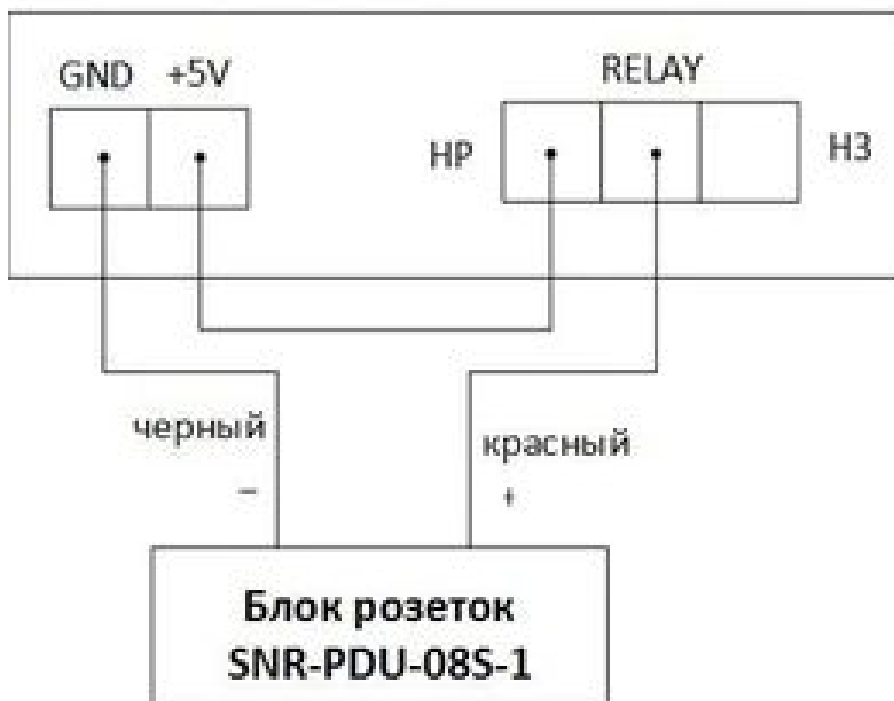 GND +5V
RELAY
НР
НЗ
черный
красный
–
+
Блок розеток
SNR-PDU-08S-1